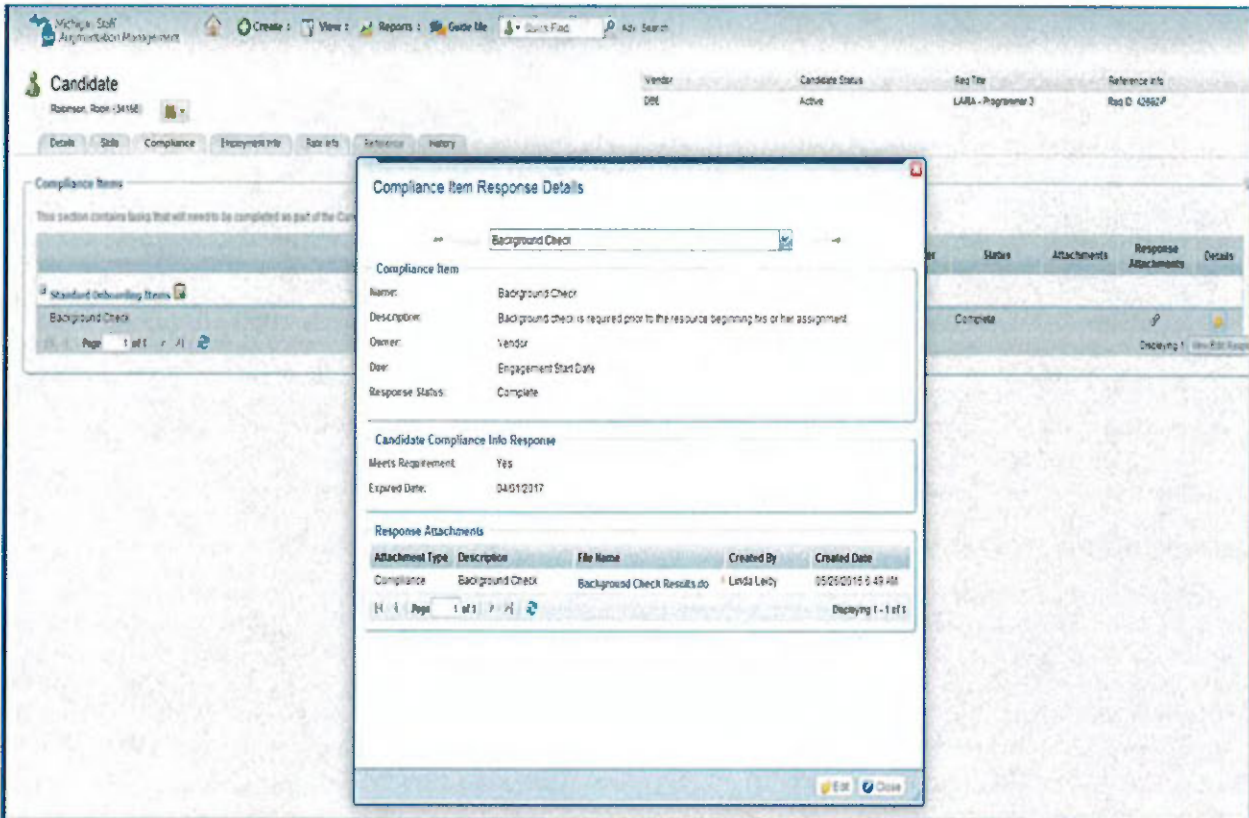 Michigan Staff
Augmentation Management
Create : View : Reports : Guide Me Quick Find Adv. Search
Candidate
Vendor Candidate Status Req Title Reference Info
DBE Active
Details Skills Compliance Employment Info Rate Info Reference History
Compliance Items
This section contains tasks that will need to be completed as part of the
Status Attachments Response Attachments Details
Standard Onboarding Items
Background Check Complete
Page 1 of 1
Displaying 1
Compliance Item Response Details
Background Check
Compliance Item
Name: Background Check
Description: Background check is required prior to the resource beginning his or her assignment.
Owner: Vendor
Due: Engagement Start Date
Response Status: Complete
Candidate Compliance Info Response
Meets Requirement: Yes
Expired Date:
Response Attachments
Attachment Type Description File Name Created By Created Date
Compliance Background Check Background Check Results.do Linda Leidy
Page 1 of 1 Displaying 1 - 1 of 1
Edit Close